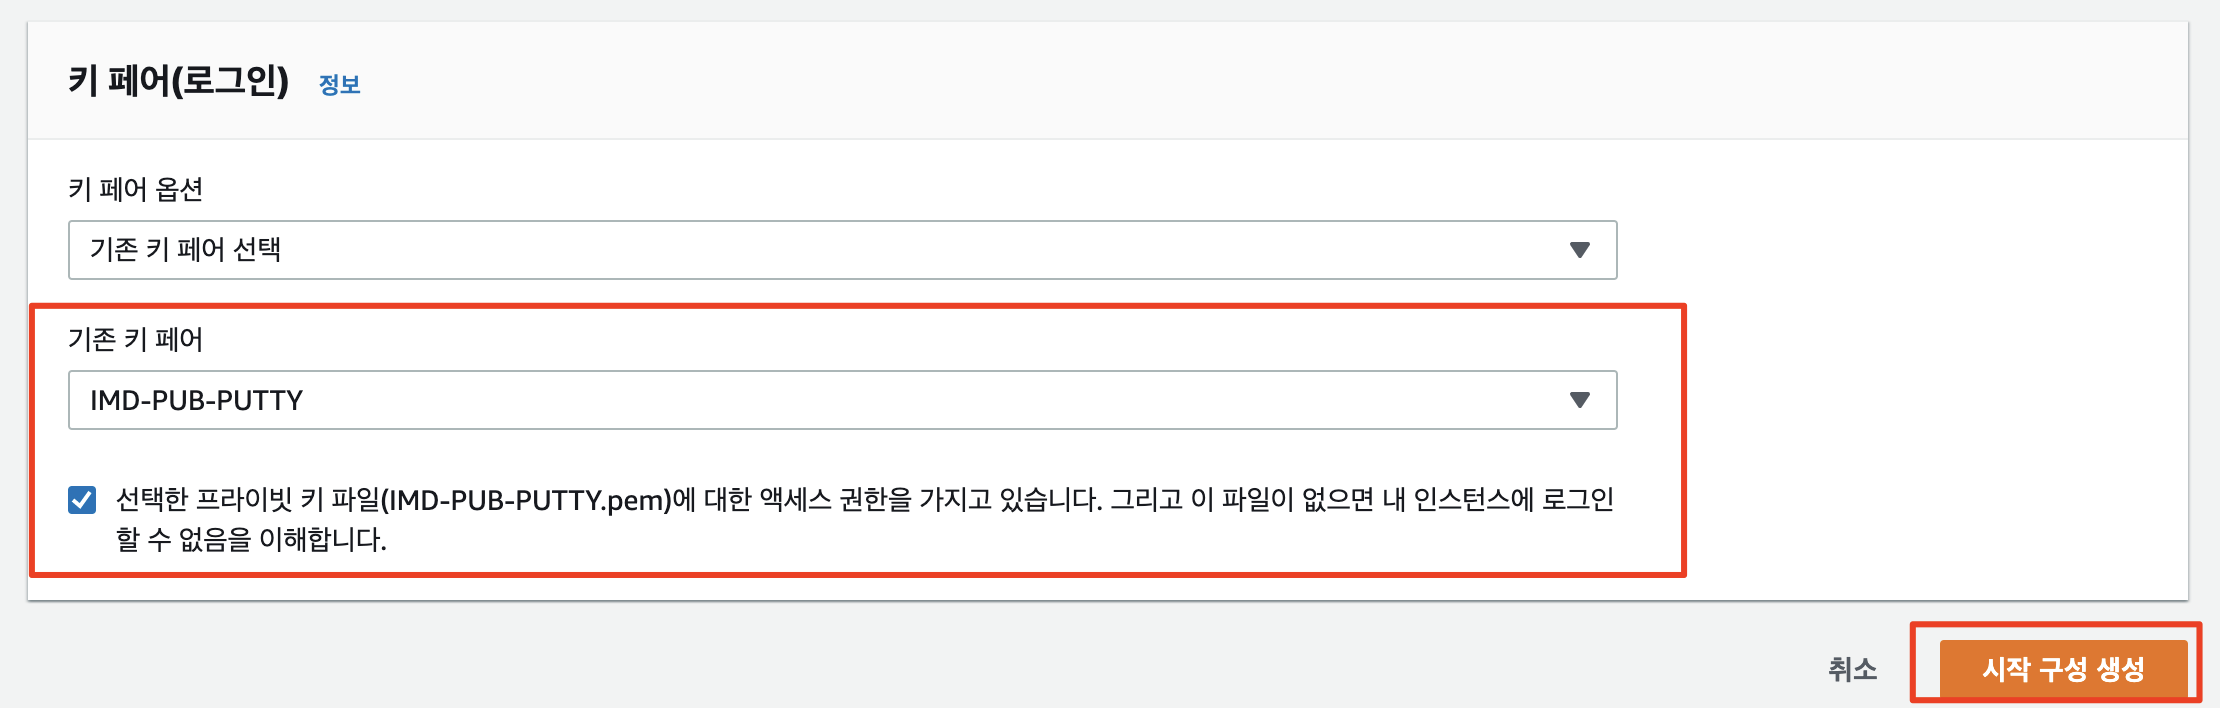 키 페어(로그인) 정보
키 페어 옵션
기존 키 페어 선택
기존 키 페어
IMD-PUB-PUTTY
선택한 프라이빗 키 파일(IMD-PUB-PUTTY.pem)에 대한 액세스 권한을 가지고 있습니다. 그리고 이 파일이 없으면 내 인스턴스에 로그인
할 수 없음을 이해합니다.
취소 시작 구성 생성